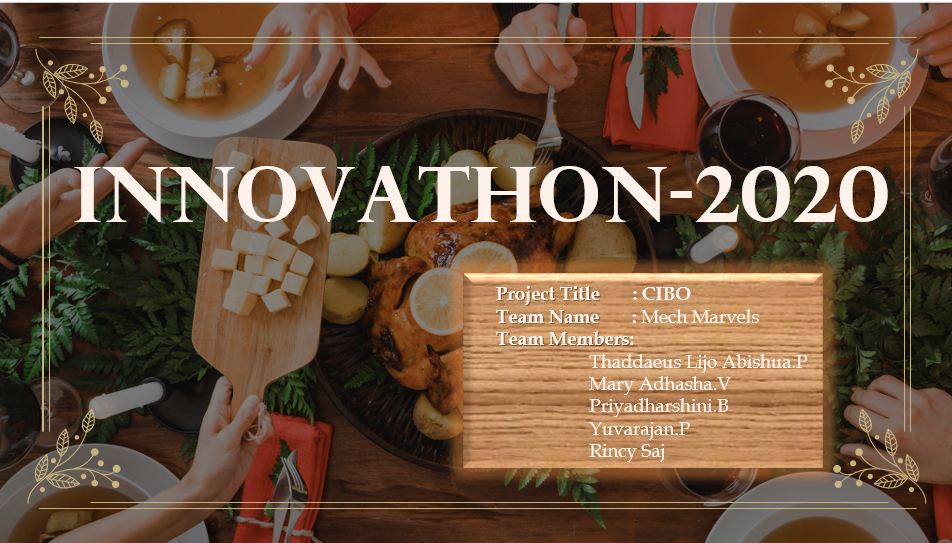 INNOVATHON-2020
Project Title : CIBO
Team Name : Mech Marvels
Team Members:
Thaddaeus Lijo Abishua.P
Mary Adhasha.V
Priyadharshini.B
Yuvarajan.P
Rincy Saj